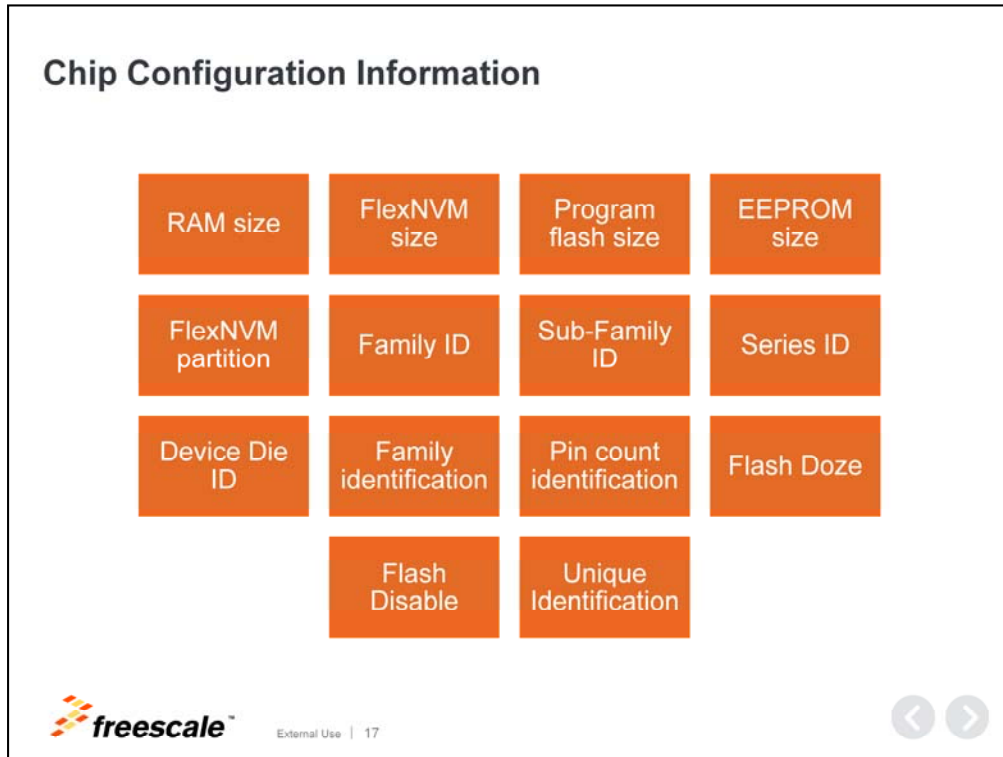 Chip Configuration Information
RAM size
FlexNVM
size
Program
flash size
EEPROM
size
FlexNVM
partition
Family ID
Sub-Family
ID
Series ID
Device Die
ID
Family
identification
Pin count
identification
Flash Doze
Flash
Disable
Unique
Identification
freescale™
External Use | 17